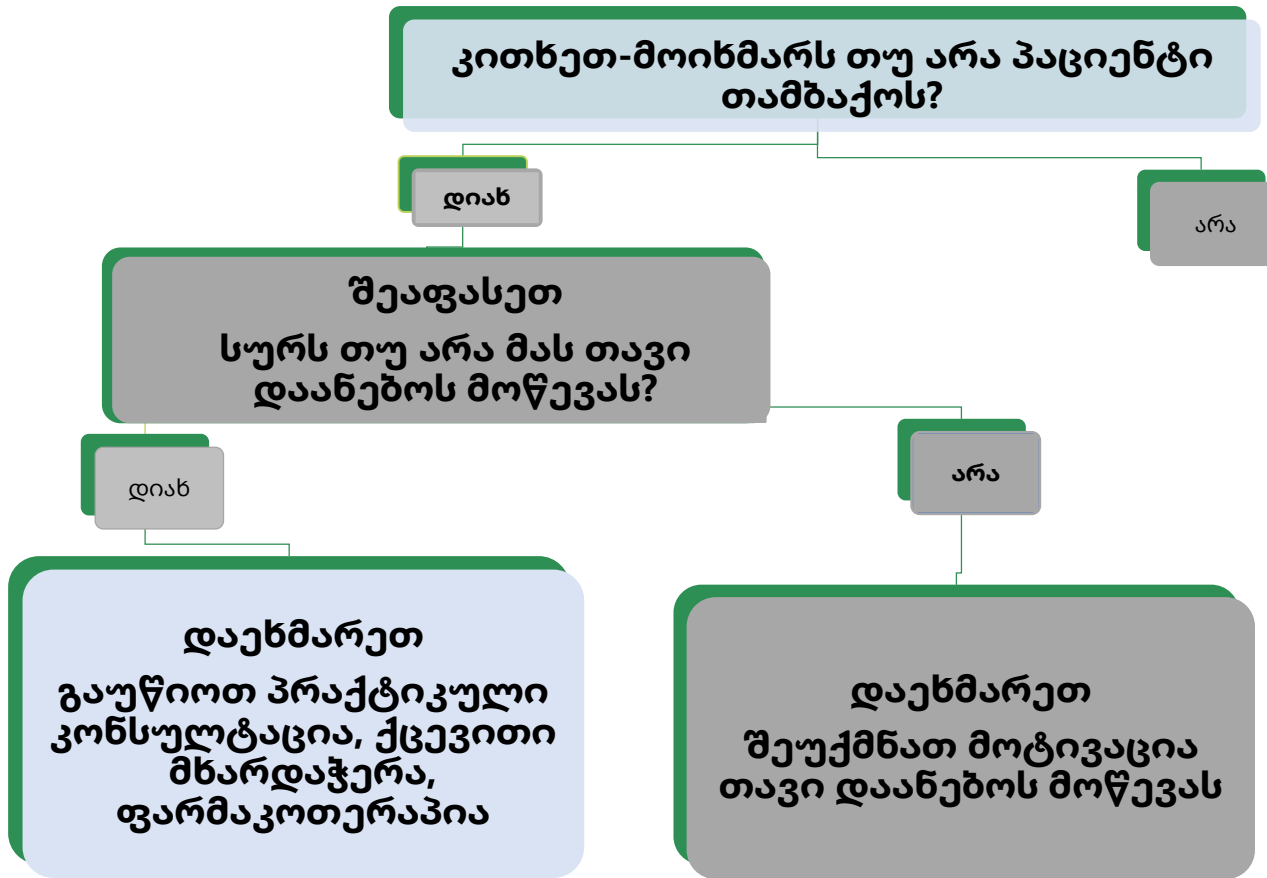 კითხეთ-მოიხმარს თუ არა პაციენტი
თამბაქოს?
დიახ
არა
შეაფასეთ
სურს თუ არა მას თავი
დაანებოს მოწევას?
დიახ
არა
დაეხმარეთ
გაუწიოთ პრაქტიკული
კონსულტაცია, ქცევითი
მხარდაჭერა,
ფარმაკოთერაპია
დაეხმარეთ
შეუქმნათ მოტივაცია
თავი დაანებოს მოწევას